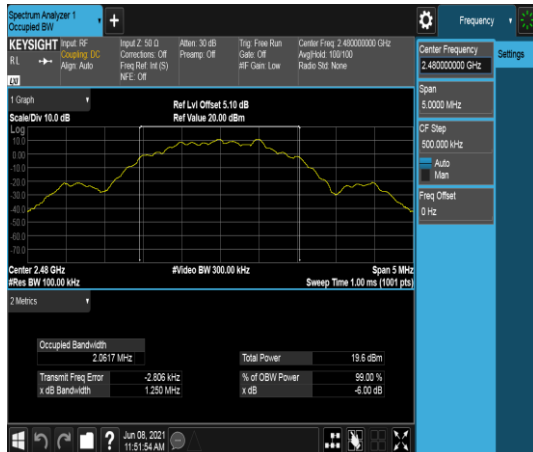 Spectrum Analyzer 1
Occupied BW
Frequency
KEYSIGHT
RL
LXI
Input: RF
Coupling: DC
Align: Auto
Input Z: 50 Ω
Corrections: Off
Freq Ref: Int (S)
NFE: Off
Atten: 30 dB
Preamp: Off
Trig: Free Run
Gate: Off
#IF Gain: Low
Center Freq: 2.480000000 GHz
Avg|Hold: 100/100
Radio Std: None
Center Frequency
2.480000000 GHz
Settings
Span
5.0000 MHz
CF Step
500.000 kHz
Auto
Man
Freq Offset
0 Hz
1 Graph
Scale/Div 10.0 dB
Ref Lvl Offset 5.10 dB
Ref Value 20.00 dBm
Log
10.0
0.00
-10.0
-20.0
-30.0
-40.0
-50.0
-60.0
-70.0
Center 2.48 GHz
#Res BW 100.00 kHz
#Video BW 300.00 kHz
Span 5 MHz
Sweep Time 1.00 ms (1001 pts)
2 Metrics
Occupied Bandwidth
2.0617 MHz
Total Power 19.6 dBm
Transmit Freq Error -2.806 kHz
% of OBW Power 99.00 %
x dB Bandwidth 1.250 MHz
x dB -6.00 dB
Jun 08, 2021
11:51:54 AM